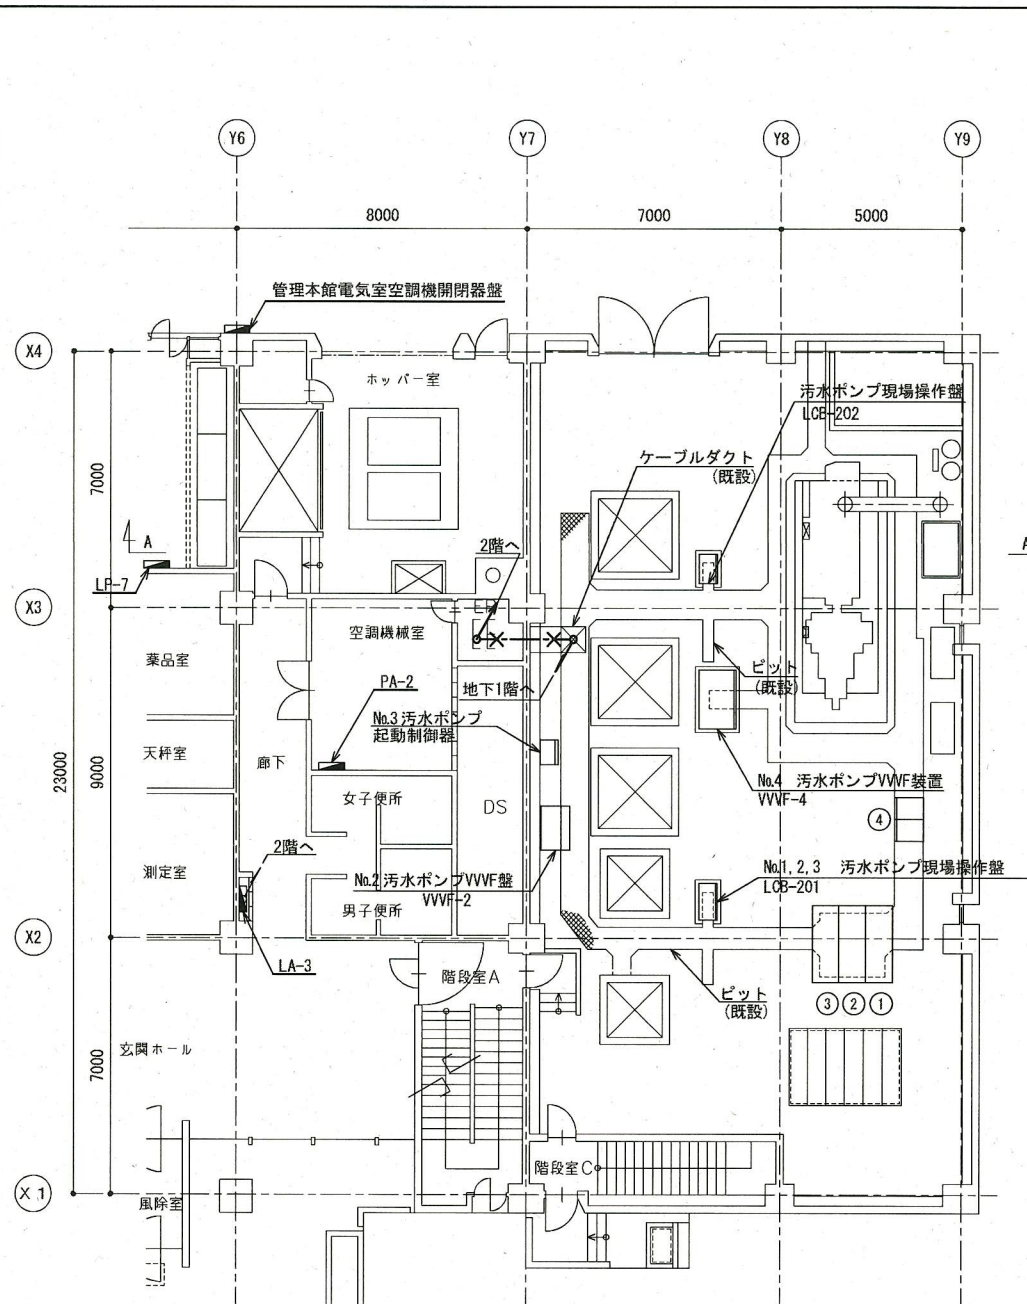 Y6
Y7
Y8
Y9
8000
7000
5000
管理本館電気室空調機開閉器盤
X4
ホッパー室
汚水ポンプ現場操作盤
LCB-202
ケーブルダクト
(既設)
7000
2階へ
A
A
LP-7
X3
空調機械室
薬品室
ピット
(既設)
PA-2
地下1階へ
No.3 汚水ポンプ
起動制御器
天秤室
廊下
23000
9000
No.4 汚水ポンプVVVF装置
VVVF-4
女子便所
DS
4
2階へ
測定室
No.2 汚水ポンプVVVF盤
VVVF-2
No.1, 2, 3 汚水ポンプ現場操作盤
LCB-201
男子便所
X2
LA-3
階段室A
ピット
(既設)
3 2 1
玄関ホール
7000
階段室C
X1
風除室